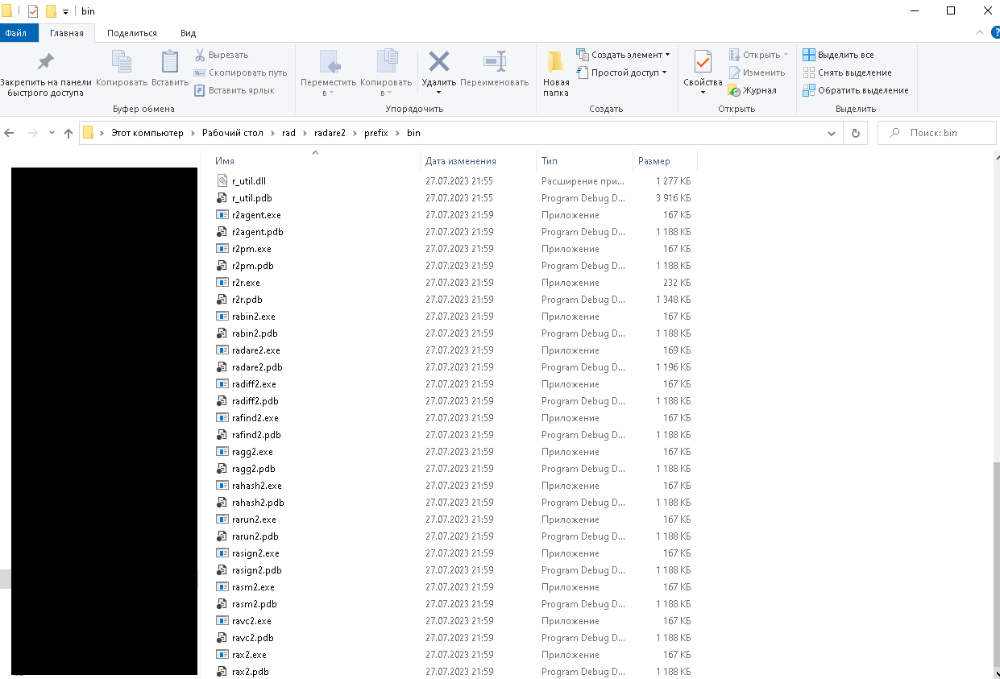 bin
Файл Главная Поделиться Вид
Закрепить на панели быстрого доступа
Копировать
Вставить
Вырезать
Скопировать путь
Вставить ярлык
Буфер обмена
Переместить в
Копировать в
Удалить
Переименовать
Упорядочить
Новая папка
Создать элемент
Простой доступ
Создать
Свойства
Открыть
Изменить
Журнал
Открыть
Выделить все
Снять выделение
Обратить выделение
Выделить
Этот компьютер › Рабочий стол › rad › radare2 › prefix › bin
Поиск: bin
Имя Дата изменения Тип Размер
r_util.dll 27.07.2023 21:55 Расширение при... 1 277 КБ
r_util.pdb 27.07.2023 21:55 Program Debug D... 3 916 КБ
r2agent.exe 27.07.2023 21:59 Приложение 167 КБ
r2agent.pdb 27.07.2023 21:59 Program Debug D... 1 188 КБ
r2pm.exe 27.07.2023 21:59 Приложение 167 КБ
r2pm.pdb 27.07.2023 21:59 Program Debug D... 1 188 КБ
r2r.exe 27.07.2023 21:59 Приложение 232 КБ
r2r.pdb 27.07.2023 21:59 Program Debug D... 1 348 КБ
rabin2.exe 27.07.2023 21:59 Приложение 167 КБ
rabin2.pdb 27.07.2023 21:59 Program Debug D... 1 188 КБ
radare2.exe 27.07.2023 21:59 Приложение 169 КБ
radare2.pdb 27.07.2023 21:59 Program Debug D... 1 196 КБ
radiff2.exe 27.07.2023 21:59 Приложение 167 КБ
radiff2.pdb 27.07.2023 21:59 Program Debug D... 1 188 КБ
rafind2.exe 27.07.2023 21:59 Приложение 167 КБ
rafind2.pdb 27.07.2023 21:59 Program Debug D... 1 188 КБ
ragg2.exe 27.07.2023 21:59 Приложение 167 КБ
ragg2.pdb 27.07.2023 21:59 Program Debug D... 1 188 КБ
rahash2.exe 27.07.2023 21:59 Приложение 167 КБ
rahash2.pdb 27.07.2023 21:59 Program Debug D... 1 188 КБ
rarun2.exe 27.07.2023 21:59 Приложение 167 КБ
rarun2.pdb 27.07.2023 21:59 Program Debug D... 1 188 КБ
rasign2.exe 27.07.2023 21:59 Приложение 167 КБ
rasign2.pdb 27.07.2023 21:59 Program Debug D... 1 188 КБ
rasm2.exe 27.07.2023 21:59 Приложение 167 КБ
rasm2.pdb 27.07.2023 21:59 Program Debug D... 1 188 КБ
ravc2.exe 27.07.2023 21:59 Приложение 167 КБ
ravc2.pdb 27.07.2023 21:59 Program Debug D... 1 188 КБ
rax2.exe 27.07.2023 21:59 Приложение 167 КБ
rax2.pdb 27.07.2023 21:59 Program Debug D... 1 188 КБ